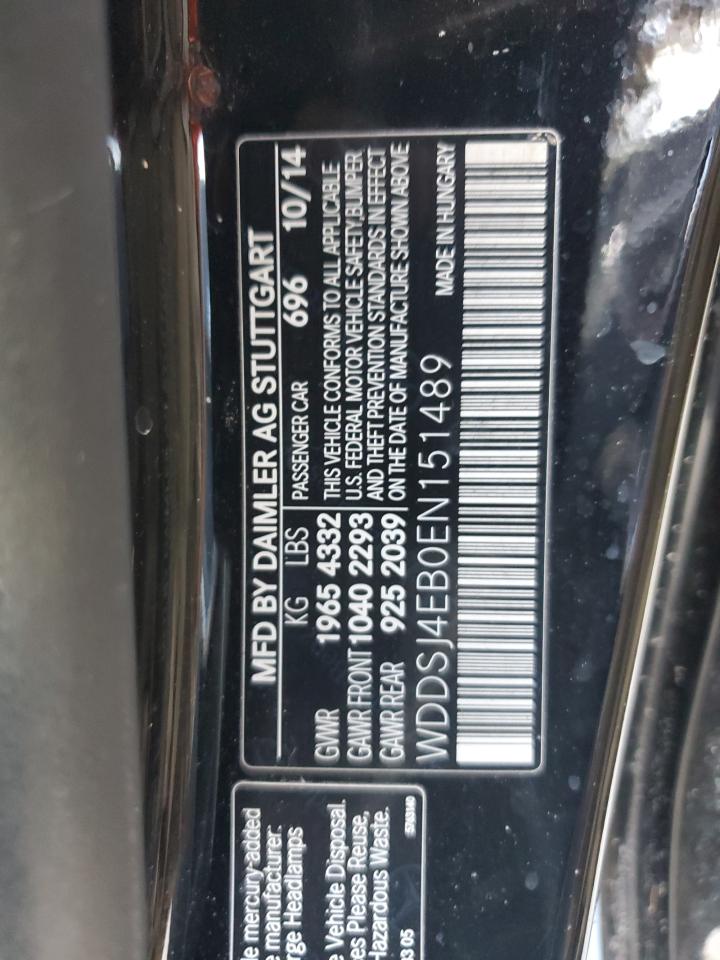 MFD BY DAIMLER AG STUTTGART
KG LBS PASSENGER CAR 696 10/14
GVWR 1965 4332 THIS VEHICLE CONFORMS TO ALL APPLICABLE
GAWR FRONT 1040 2293 U.S. FEDERAL MOTOR VEHICLE SAFETY,BUMPER
GAWR REAR 925 2039 AND THEFT PREVENTION STANDARDS IN EFFECT
ON THE DATE OF MANUFACTURE SHOWN ABOVE
WDDSJ4EB0EN151489 MADE IN HUNGARY
mercury-added
manufacturer.
Headlamps
Vehicle Disposal.
Please Reuse,
Hazardous Waste.
05